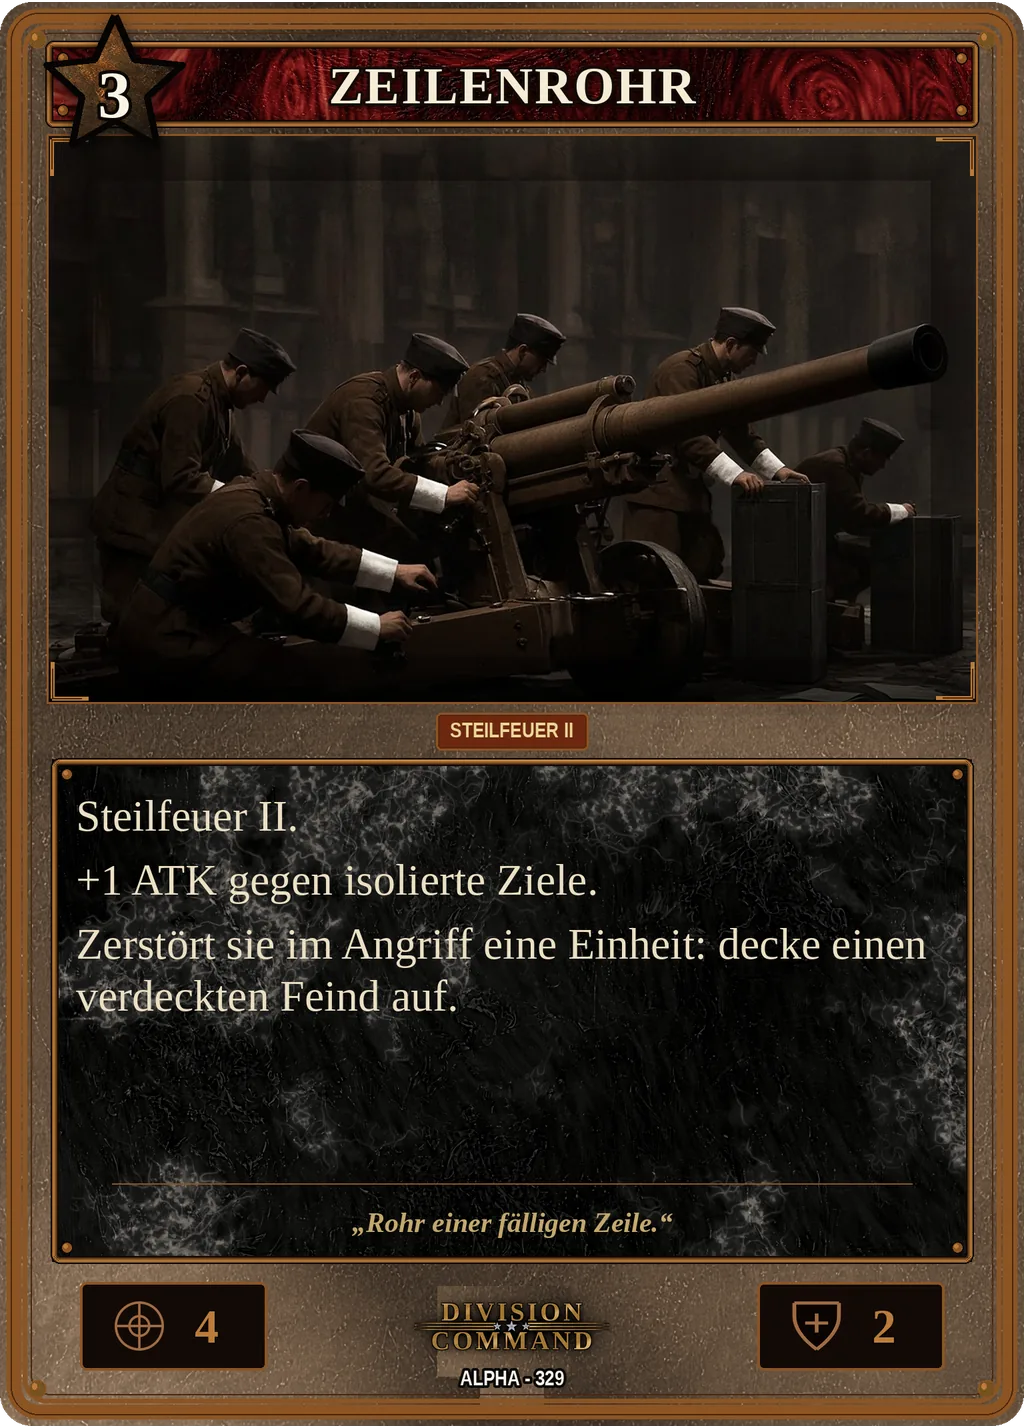 3
ZEILENROHR
STEILFEUER II
Steilfeuer II.
+1 ATK gegen isolierte Ziele.
Zerstört sie im Angriff eine Einheit: decke einen
verdeckten Feind auf.
„Rohr einer fälligen Zeile.“
4
DIVISION
COMMAND
ALPHA - 329
2